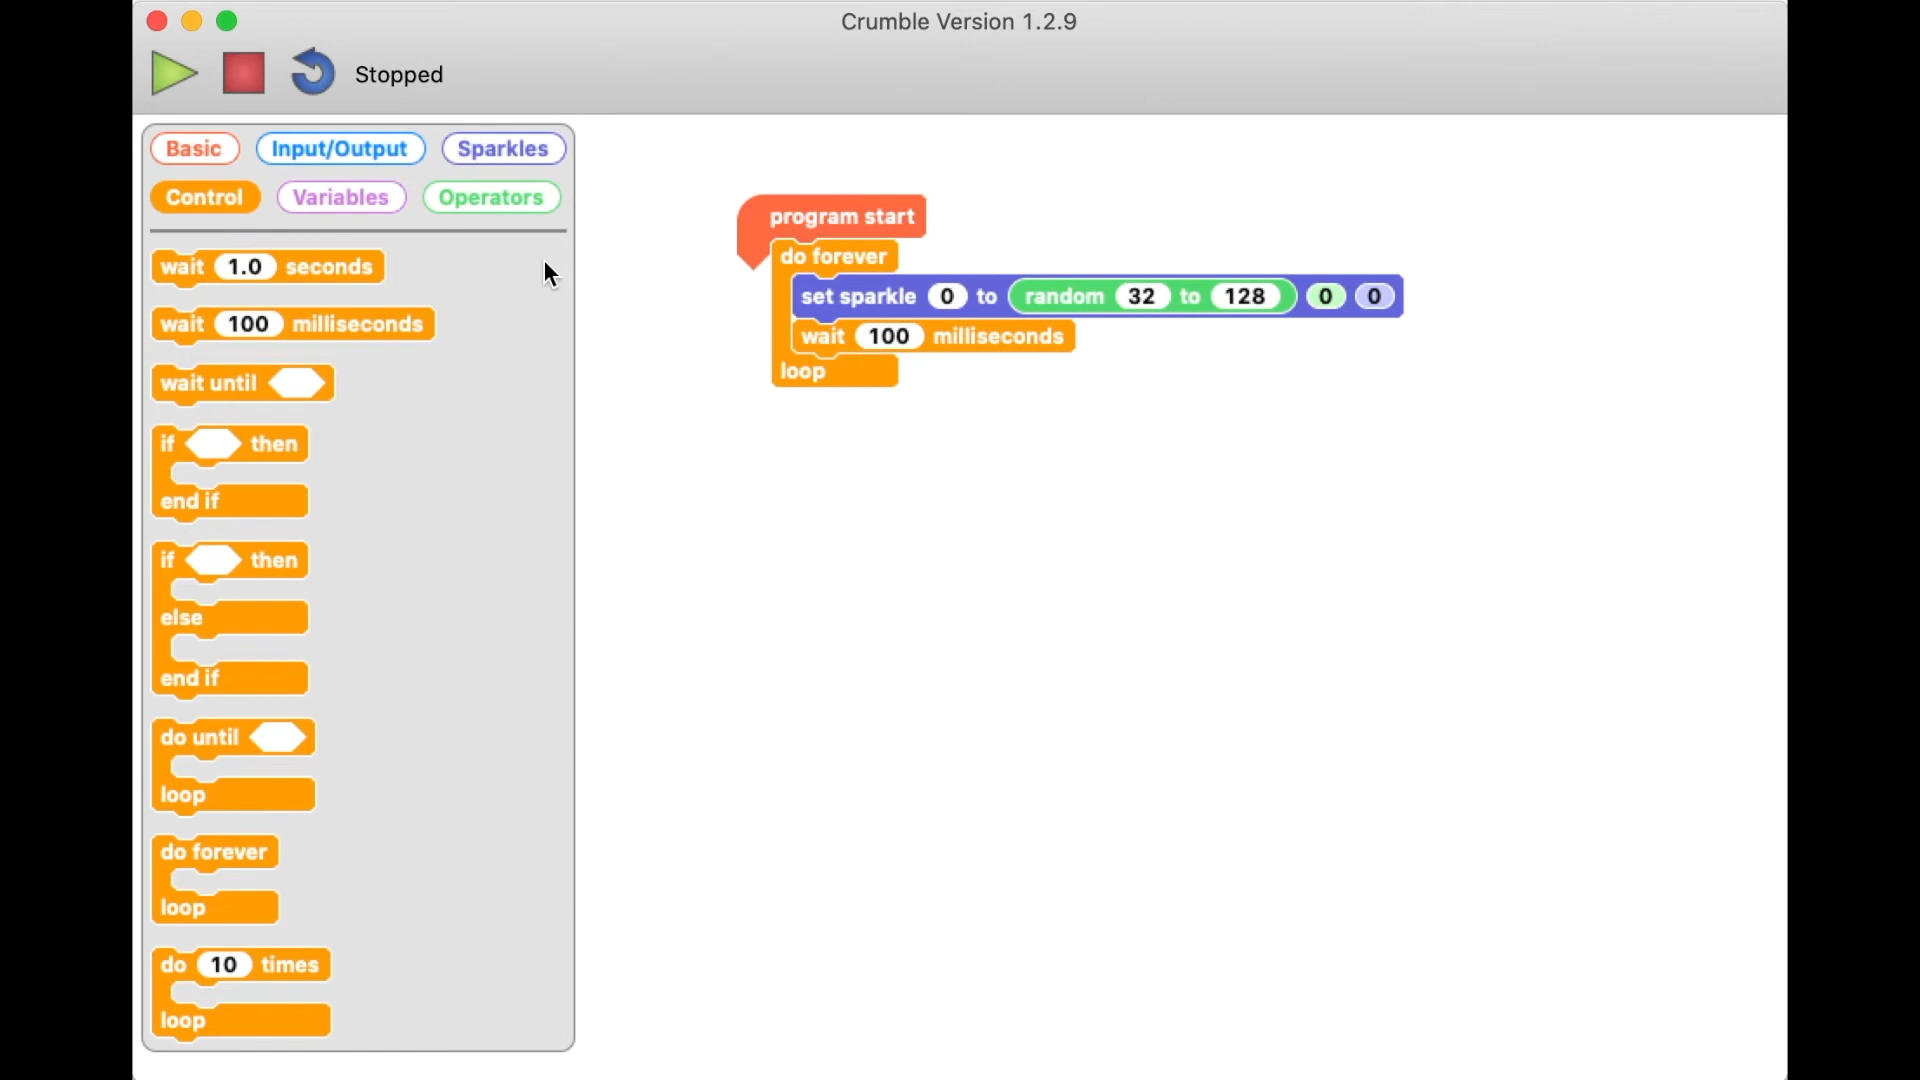 Crumble Version 1.2.9
Stopped
Basic Input/Output Sparkles
Control Variables Operators
wait 1.0 seconds
wait 100 milliseconds
wait until
if then
end if
if then
else
end if
do until
loop
do forever
loop
do 10 times
loop
program start
do forever
set sparkle 0 to random 32 to 128 0 0
wait 100 milliseconds
loop